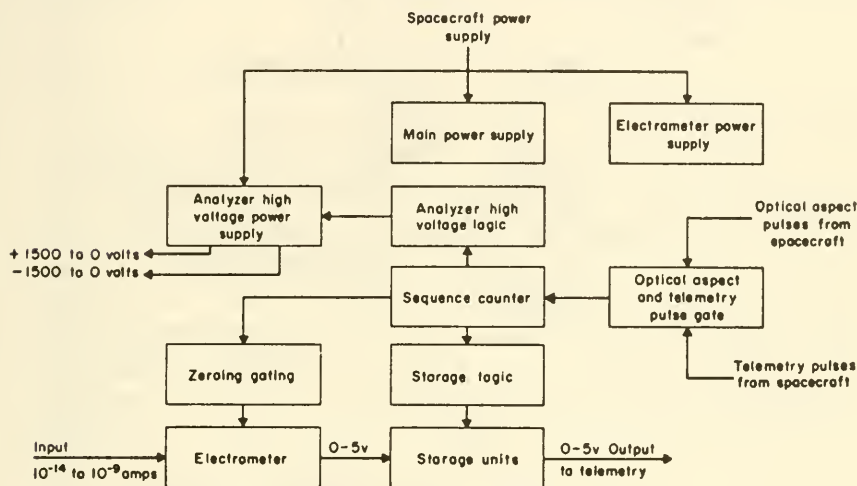 Spacecraft power
supply
Main power supply
Electrameter power
supply
Analyzer high
voltage power
supply
Analyzer high
voltage logic
Optical aspect
pulses from
spacecraft
+ 1500 to 0 volts
− 1500 to 0 volts
Sequence counter
Optical aspect
and telemetry
pulse gate
Zeroing gating
Storage logic
Telemetry pulses
from spacecraft
Input
10⁻¹⁴ to 10⁻⁹ amps
Electrometer
0-5v
Storage units
0-5v Output
to telemetry